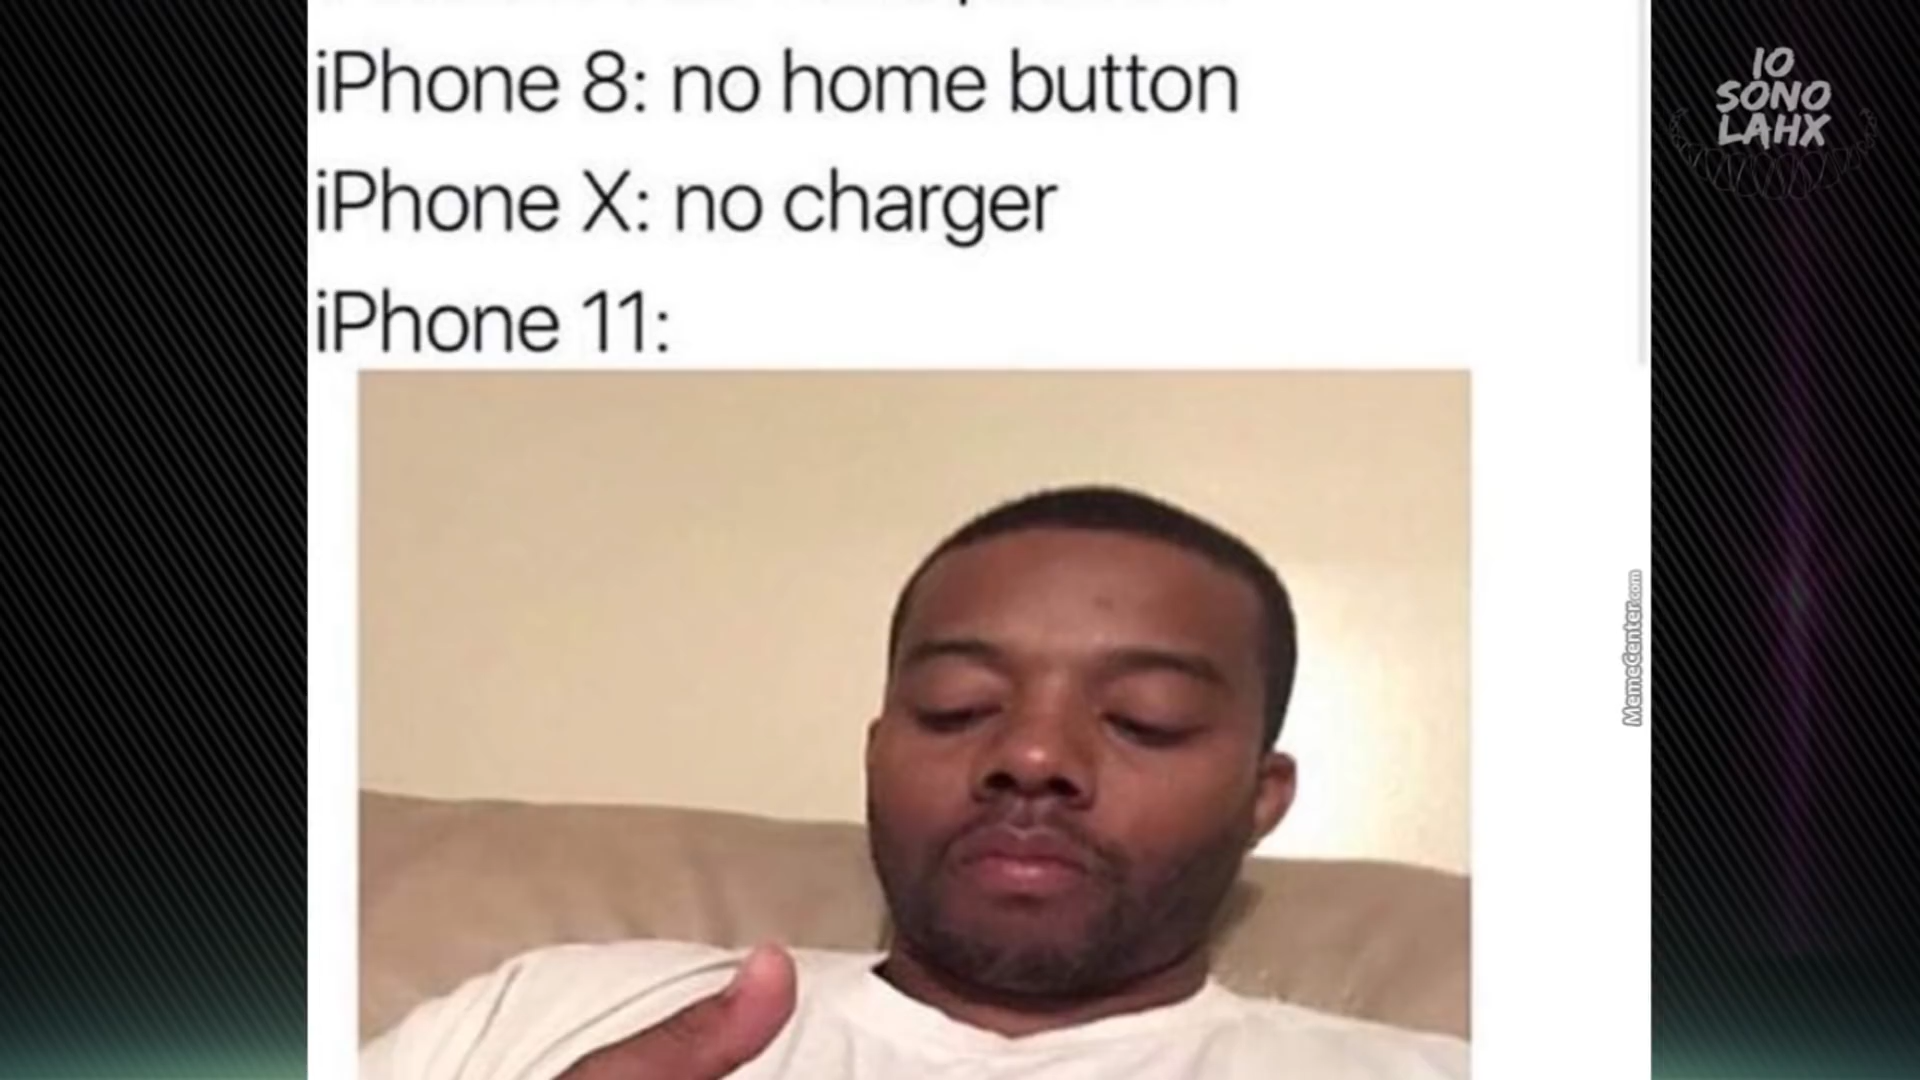 iPhone 8: no home button
iPhone X: no charger
iPhone 11:
IO
SONO
LAHX
MemeCenter.com